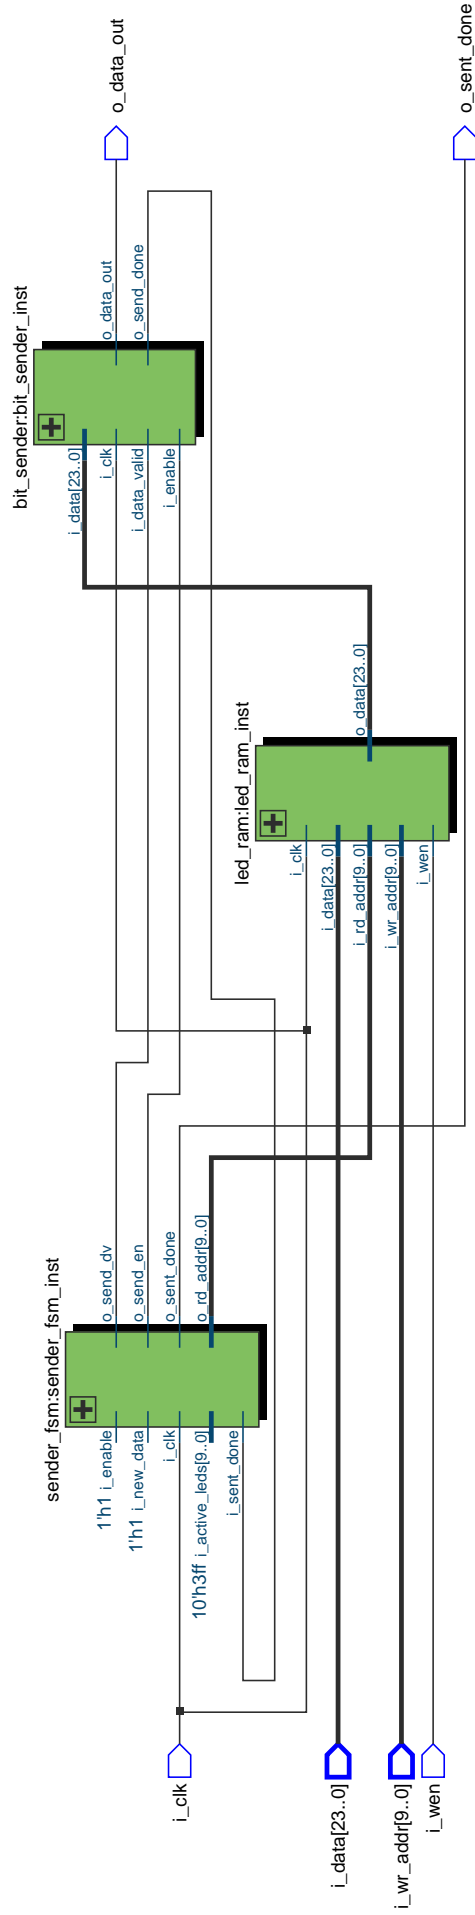 bit_sender:bit_sender_inst
i_data[23..0]
i_clk
i_data_valid
i_enable
o_data_out
o_send_done
o_data_out
o_sent_done
led_ram:led_ram_inst
i_clk
i_data[23..0]
i_rd_addr[9..0]
i_wr_addr[9..0]
i_wen
o_data[23..0]
sender_fsm:sender_fsm_inst
1'h1 i_enable
1'h1 i_new_data
i_clk
10'h3ff i_active_leds[9..0]
i_sent_done
o_send_dv
o_send_en
o_sent_done
o_rd_addr[9..0]
i_clk
i_data[23..0]
i_wr_addr[9..0]
i_wen